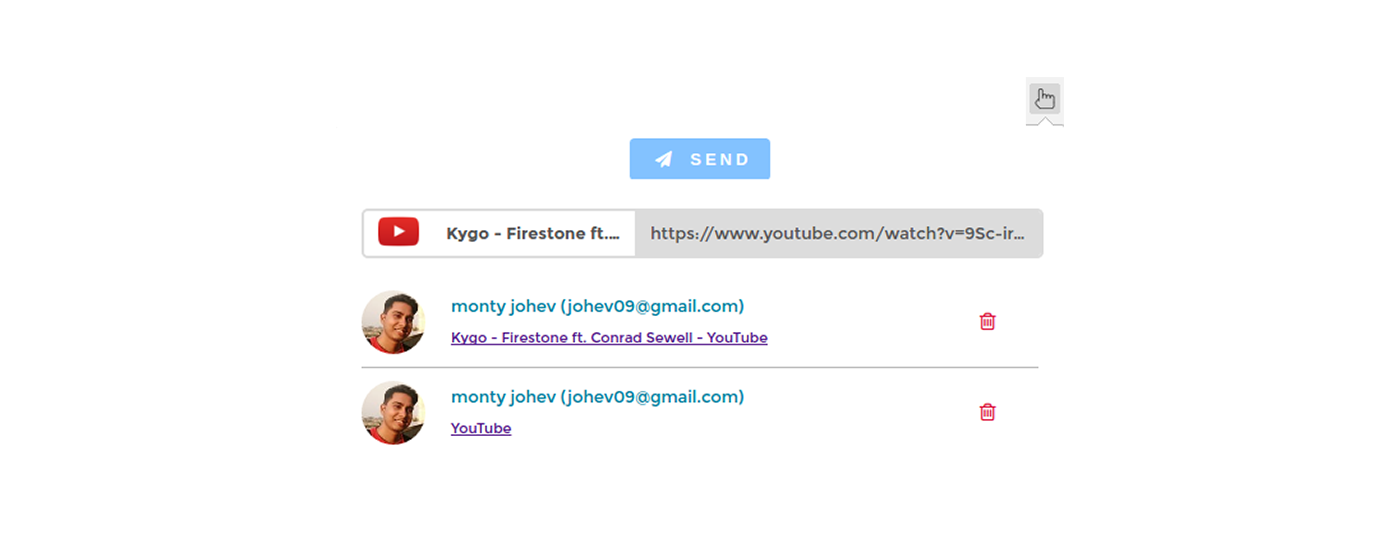 SEND
Kygo - Firestone ft.... https://www.youtube.com/watch?v=9Sc-ir...
monty johev (johev09@gmail.com)
Kygo - Firestone ft. Conrad Sewell - YouTube
monty johev (johev09@gmail.com)
YouTube